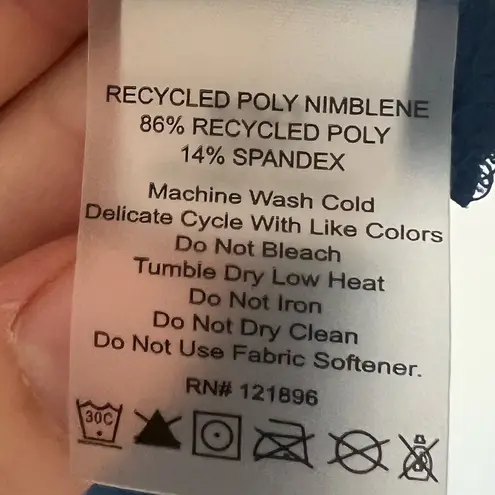 RECYCLED POLY NIMBLENE
86% RECYCLED POLY
14% SPANDEX
Machine Wash Cold
Delicate Cycle With Like Colors
Do Not Bleach
Tumble Dry Low Heat
Do Not Iron
Do Not Dry Clean
Do Not Use Fabric Softener.
RN# 121896
30C